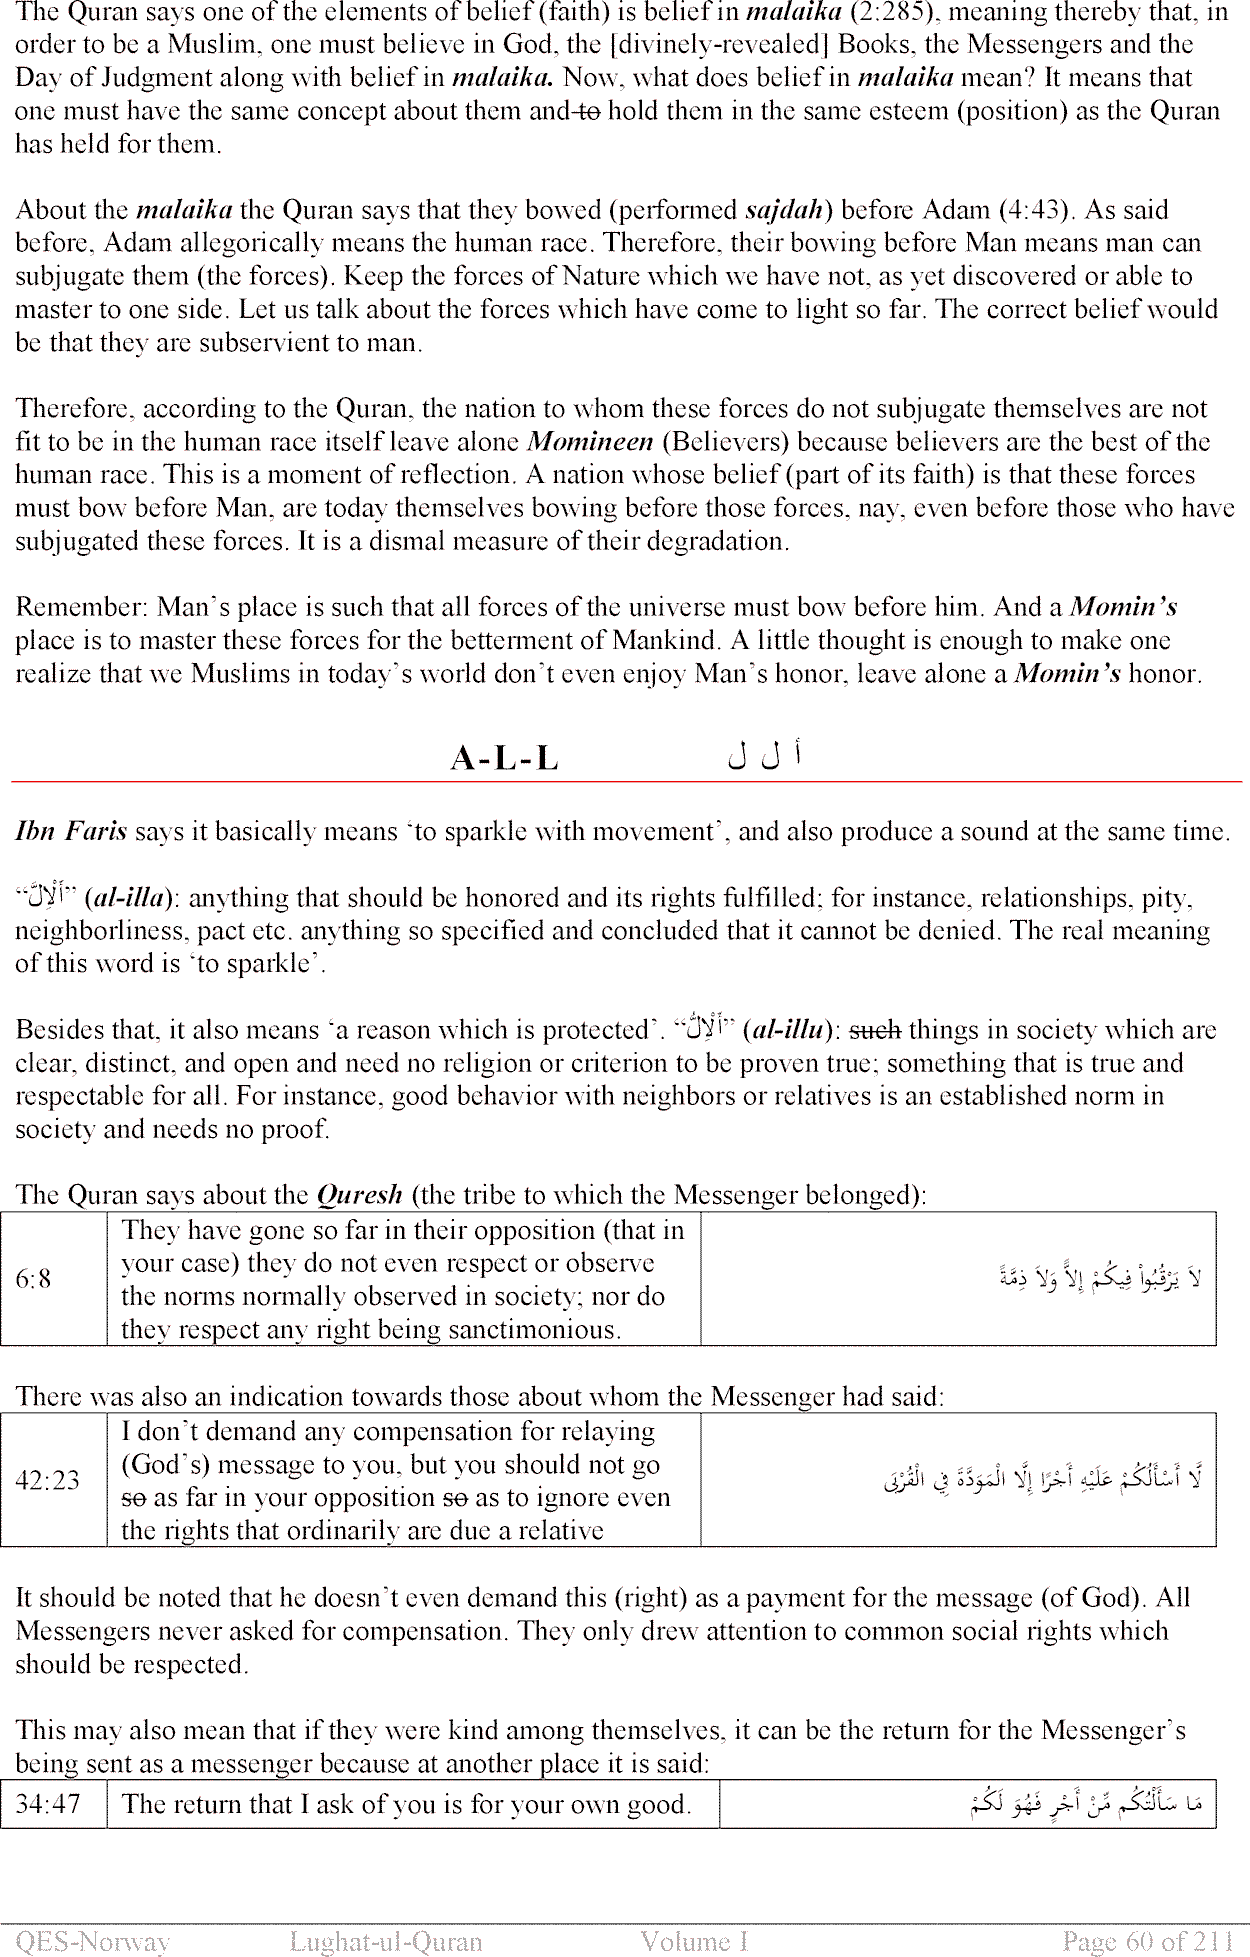 The Quran says one of the elements of belief (faith) is belief in malaika (2:285), meaning thereby that, in
order to be a Muslim, one must believe in God, the [divinely-revealed] Books, the Messengers and the
Day of Judgment along with belief in malaika. Now, what does belief in malaika mean? It means that
one must have the same concept about them and to hold them in the same esteem (position) as the Quran
has held for them.
About the malaika the Quran says that they bowed (performed sajdah) before Adam (4:43). As said
before, Adam allegorically means the human race. Therefore, their bowing before Man means man can
subjugate them (the forces). Keep the forces of Nature which we have not, as yet discovered or able to
master to one side. Let us talk about the forces which have come to light so far. The correct belief would
be that they are subservient to man.
Therefore, according to the Quran, the nation to whom these forces do not subjugate themselves are not
fit to be in the human race itself leave alone Momineen (Believers) because believers are the best of the
human race. This is a moment of reflection. A nation whose belief (part of its faith) is that these forces
must bow before Man, are today themselves bowing before those forces, nay, even before those who have
subjugated these forces. It is a dismal measure of their degradation.
Remember: Man's place is such that all forces of the universe must bow before him. And a Momin's
place is to master these forces for the betterment of Mankind. A little thought is enough to make one
realize that we Muslims in today's world don't even enjoy Man's honor, leave alone a Momin's honor.
A-L-L أ ل ل
Ibn Faris says it basically means ‘to sparkle with movement’, and also produce a sound at the same time.
“اَلْاِلَّ” (al-illa): anything that should be honored and its rights fulfilled; for instance, relationships, pity,
neighborliness, pact etc. anything so specified and concluded that it cannot be denied. The real meaning
of this word is ‘to sparkle’.
Besides that, it also means ‘a reason which is protected’. “اَلْاِلُّ” (al-illu): such things in society which are
clear, distinct, and open and need no religion or criterion to be proven true; something that is true and
respectable for all. For instance, good behavior with neighbors or relatives is an established norm in
society and needs no proof.
The Quran says about the Quresh (the tribe to which the Messenger belonged):
They have gone so far in their opposition (that in
your case) they do not even respect or observe
6:8 the norms normally observed in society; nor do لاَ يَرْقُبُواْ فِيكُمْ إِلاًّ وَلاَ ذِمَّةً
they respect any right being sanctimonious.
There was also an indication towards those about whom the Messenger had said:
I don't demand any compensation for relaying
(God's) message to you, but you should not go
42:23 so as far in your opposition so as to ignore even لَّا أَسْأَلُكُمْ عَلَيْهِ أَجْرًا إِلَّا الْمَوَدَّةَ فِي الْقُرْبَى
the rights that ordinarily are due a relative
It should be noted that he doesn't even demand this (right) as a payment for the message (of God). All
Messengers never asked for compensation. They only drew attention to common social rights which
should be respected.
This may also mean that if they were kind among themselves, it can be the return for the Messenger's
being sent as a messenger because at another place it is said:
34:47 The return that I ask of you is for your own good. مَا سَأَلْتُكُم مِّنْ أَجْرٍ فَهُوَ لَكُمْ
QES-Norway Lughat-ul-Quran Volume I Page 60 of 211